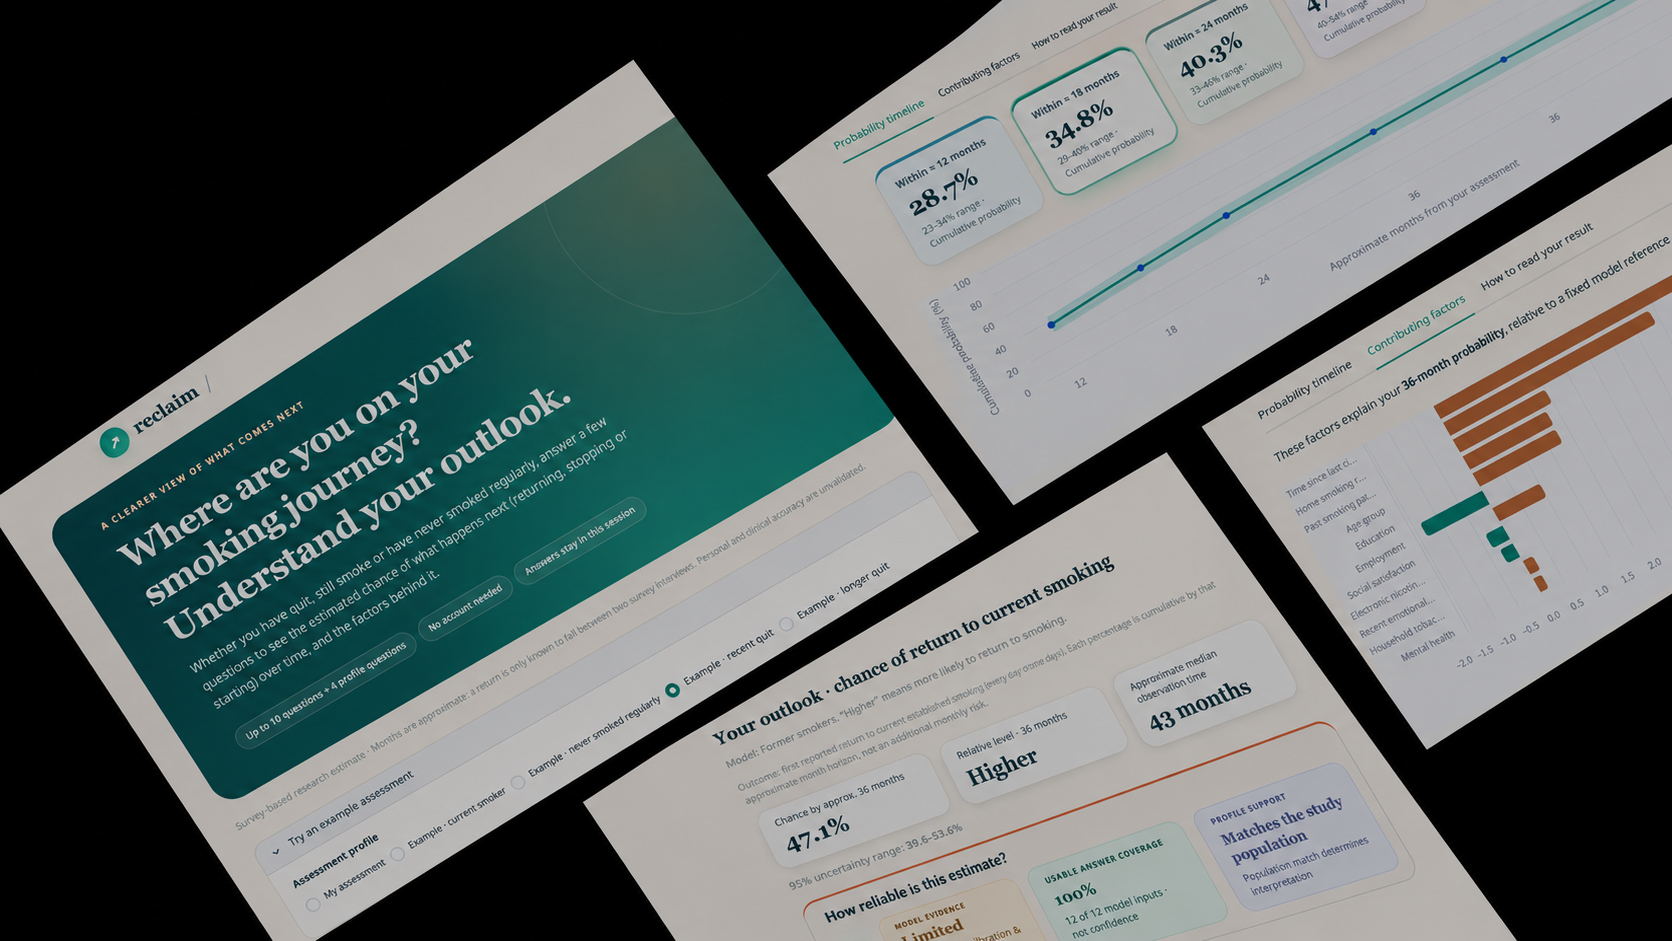 reclaim
A CLEARER VIEW OF WHAT COMES NEXT
Where are you on your
smoking journey?
Understand your outlook.
Whether you have quit, still smoke or have never smoked regularly, answer a few
questions to see the estimated chance of what happens next (returning, stopping or
starting) over time, and the factors behind it.
Up to 10 questions + 4 profile questions
No account needed
Answers stay in this session
Survey-based research estimate · Months are approximate: a return is only known to fall between two survey interviews. Personal and clinical accuracy are unvalidated.
Try an example assessment
Assessment profile
My assessment
Example · current smoker
Example · never smoked regularly
Example · recent quit
Example · longer quit
Probability timeline
Contributing factors
How to read your result
Within ≈ 12 months
28.7%
23–34% range ·
Cumulative probability
Within ≈ 18 months
34.8%
29–40% range ·
Cumulative probability
Within ≈ 24 months
40.3%
33–46% range ·
Cumulative probability
40–54% range ·
Cumulative probability
Cumulative probability (%)
100
80
60
40
20
0
12
18
24
36
36
Approximate months from your assessment
Your outlook · chance of return to current smoking
Model: Former smokers. "Higher" means more likely to return to smoking.
Outcome: first reported return to current established smoking (every day or some days). Each percentage is cumulative by that
approximate month horizon, not an additional monthly risk.
Chance by approx. 36 months
47.1%
95% uncertainty range: 39.6–53.6%
Relative level · 36 months
Higher
Approximate median
observation time
43 months
How reliable is this estimate?
MODEL EVIDENCE
Limited
USABLE ANSWER COVERAGE
100%
12 of 12 model inputs ·
not confidence
PROFILE SUPPORT
Matches the study
population
Population match determines
interpretation
Probability timeline
Contributing factors
How to read your result
These factors explain your 36-month probability, relative to a fixed model reference
Time since last ci...
Home smoking r...
Past smoking pat...
Age group
Education
Employment
Social satisfaction
Electronic nicotin...
Recent emotional...
Household tobac...
Mental health
-2.0 -1.5 -1.0 -0.5 0.0 0.5 1.0 1.5 2.0